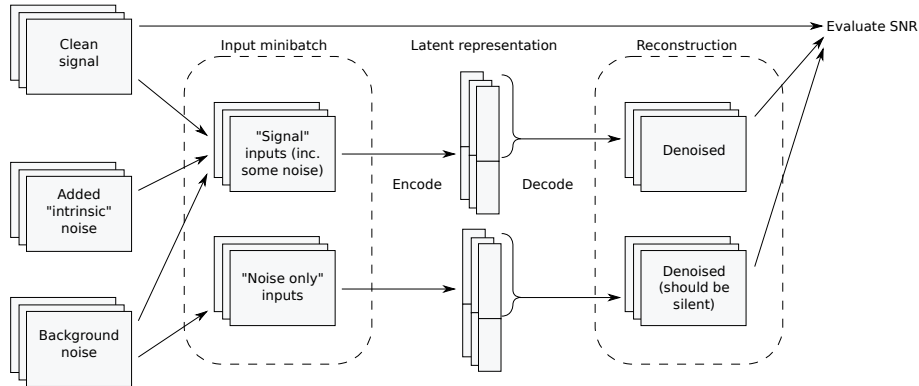 Clean
signal
Input minibatch
Latent representation
Reconstruction
Evaluate SNR
"Signal"
inputs (inc.
some noise)
Denoised
Encode
Decode
Added
"intrinsic"
noise
"Noise only"
inputs
Denoised
(should be
silent)
Background
noise